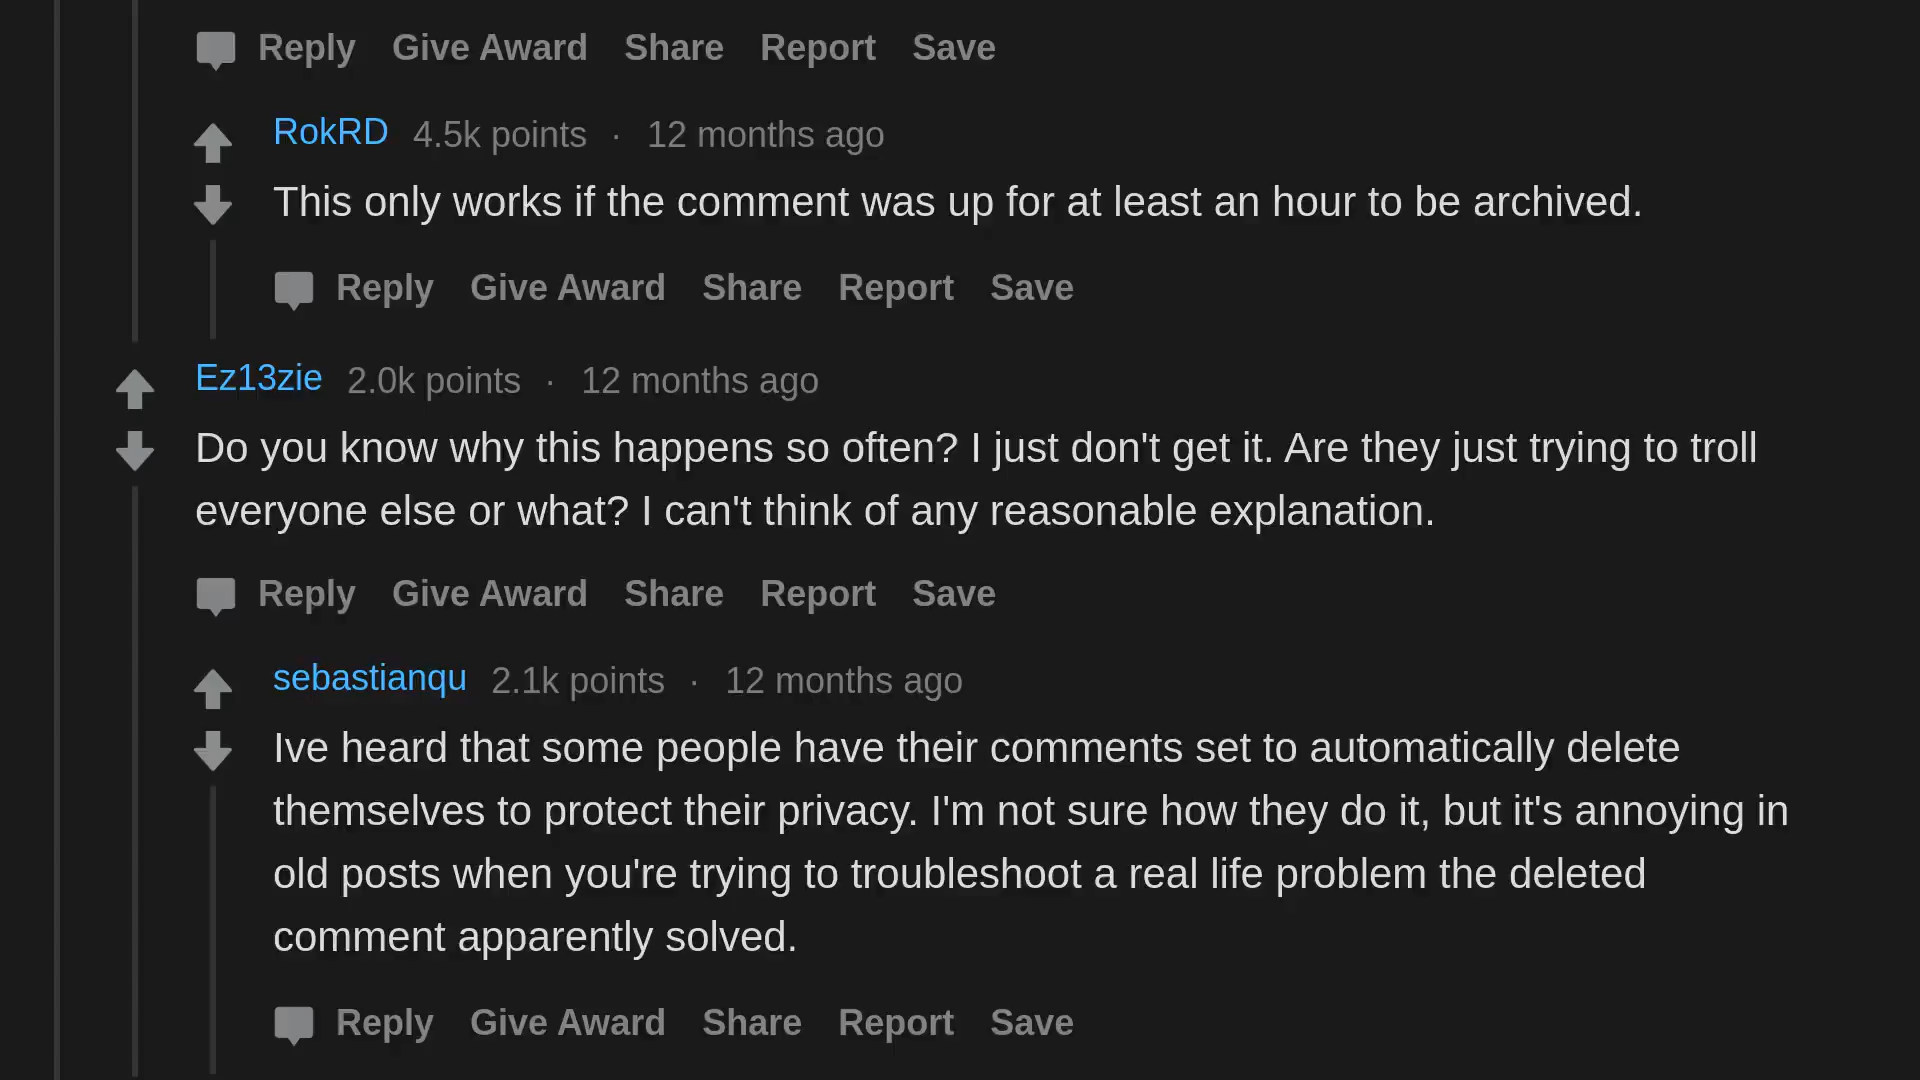 Reply Give Award Share Report Save
RokRD 4.5k points · 12 months ago
This only works if the comment was up for at least an hour to be archived.
Reply Give Award Share Report Save
Ez13zie 2.0k points · 12 months ago
Do you know why this happens so often? I just don't get it. Are they just trying to troll
everyone else or what? I can't think of any reasonable explanation.
Reply Give Award Share Report Save
sebastianqu 2.1k points · 12 months ago
Ive heard that some people have their comments set to automatically delete
themselves to protect their privacy. I'm not sure how they do it, but it's annoying in
old posts when you're trying to troubleshoot a real life problem the deleted
comment apparently solved.
Reply Give Award Share Report Save